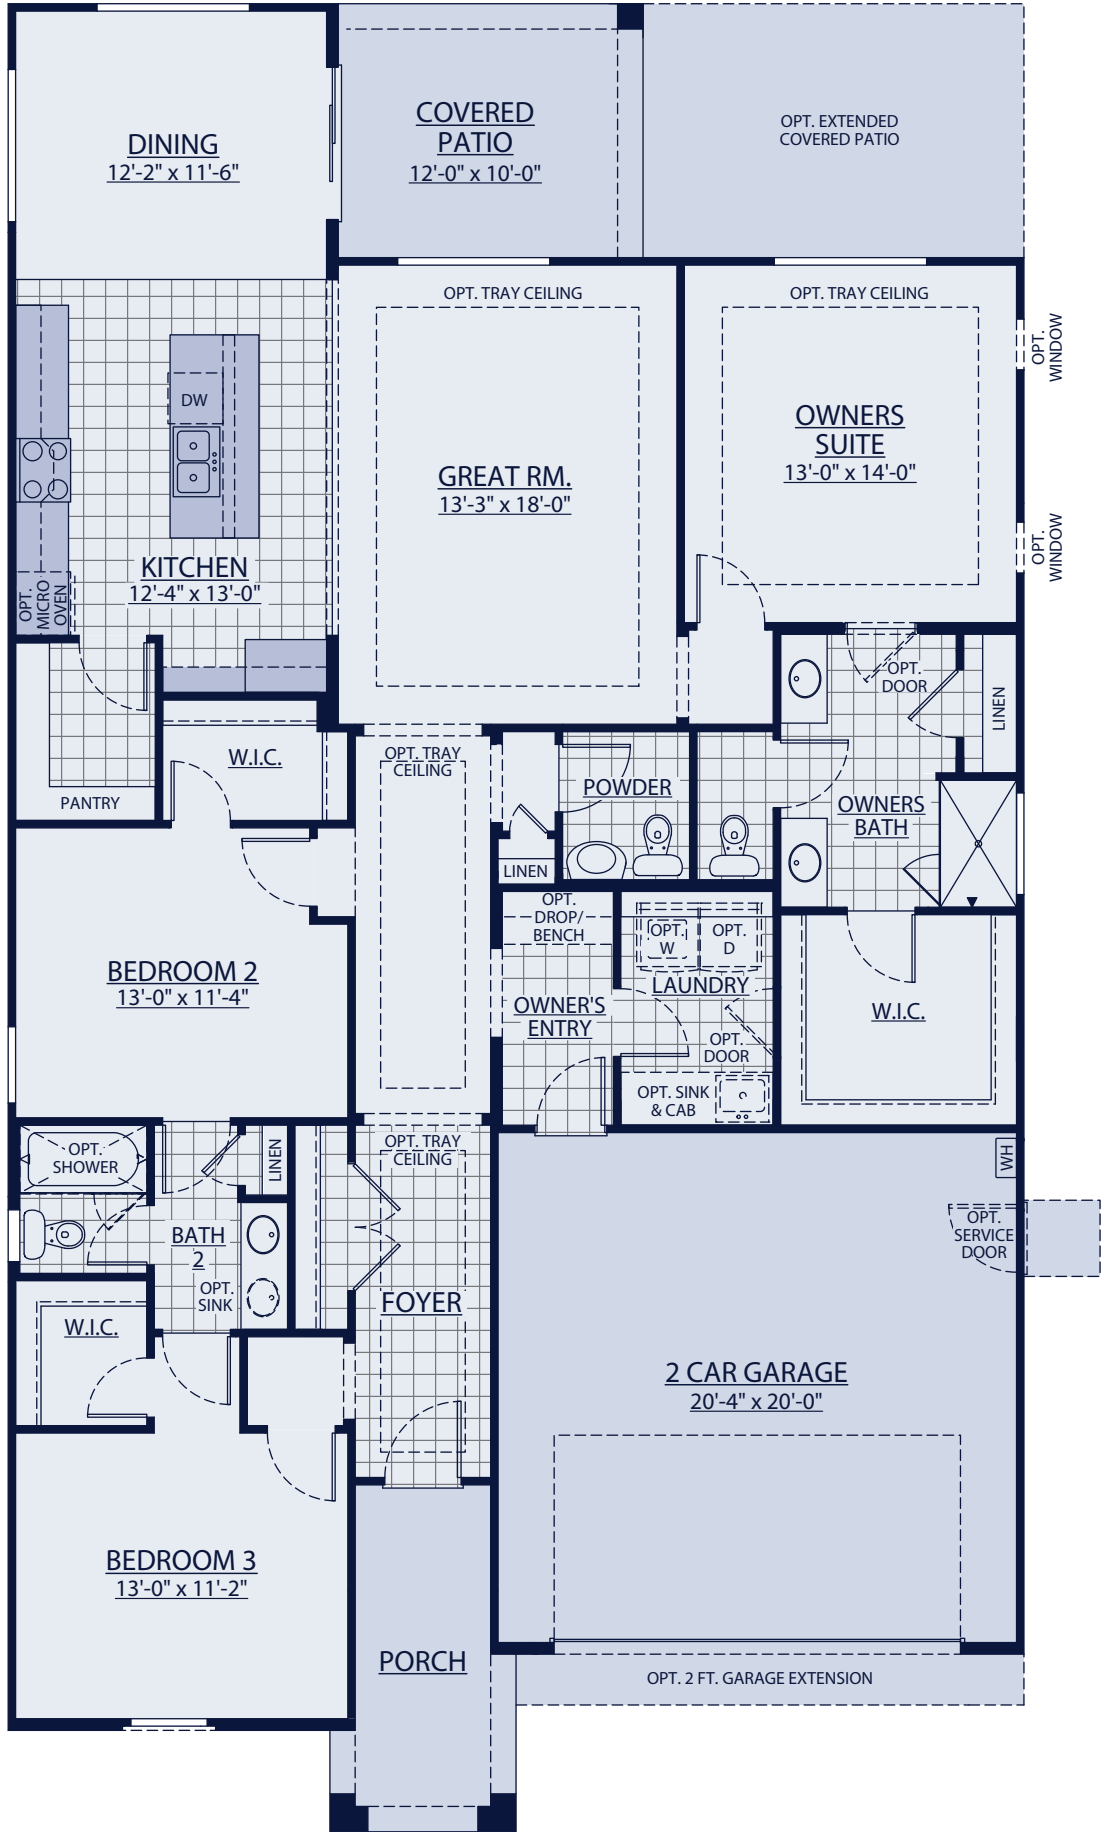 DINING
12'-2" x 11'-6"
COVERED
PATIO
12'-0" x 10'-0"
OPT. EXTENDED
COVERED PATIO
OPT. TRAY CEILING
OPT. TRAY CEILING
OPT.
WINDOW
DW
OWNERS
SUITE
13'-0" x 14'-0"
GREAT RM.
13'-3" x 18'-0"
OPT.
WINDOW
KITCHEN
12'-4" x 13'-0"
OPT.
MICRO
OVEN
OPT.
DOOR
LINEN
W.I.C.
OPT. TRAY
CEILING
POWDER
PANTRY
OWNERS
BATH
LINEN
OPT.
DROP/
BENCH
OPT.
W
OPT.
D
BEDROOM 2
13'-0" x 11'-4"
LAUNDRY
OWNER'S
ENTRY
W.I.C.
OPT.
DOOR
OPT. SINK
& CAB
OPT.
SHOWER
LINEN
OPT. TRAY
CEILING
WH
BATH
2
OPT.
SERVICE
DOOR
OPT.
SINK
FOYER
W.I.C.
2 CAR GARAGE
20'-4" x 20'-0"
BEDROOM 3
13'-0" x 11'-2"
PORCH
OPT. 2 FT. GARAGE EXTENSION